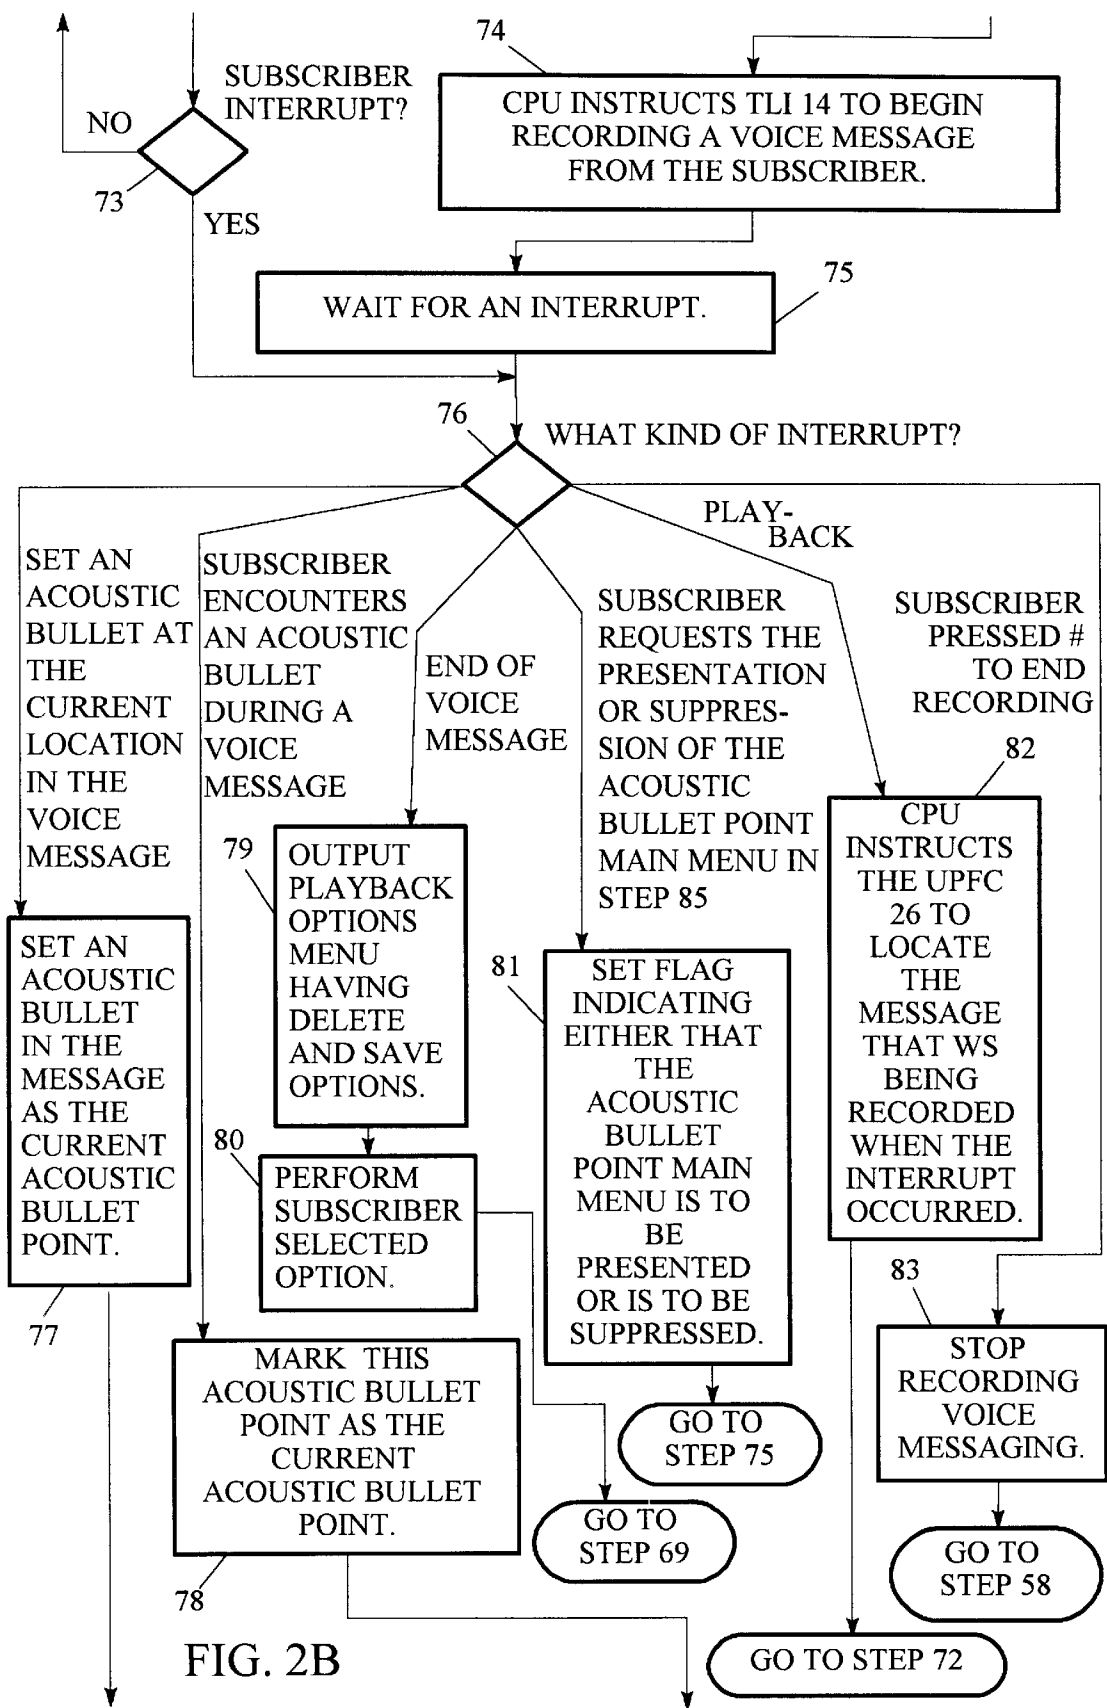 74
SUBSCRIBER
INTERRUPT?
NO
73
YES
CPU INSTRUCTS TLI 14 TO BEGIN
RECORDING A VOICE MESSAGE
FROM THE SUBSCRIBER.
75
WAIT FOR AN INTERRUPT.
76
WHAT KIND OF INTERRUPT?
SET AN
ACOUSTIC
BULLET AT
THE
CURRENT
LOCATION
IN THE
VOICE
MESSAGE
SUBSCRIBER
ENCOUNTERS
AN ACOUSTIC
BULLET
DURING A
VOICE
MESSAGE
END OF
VOICE
MESSAGE
SUBSCRIBER
REQUESTS THE
PRESENTATION
OR SUPPRES-
SION OF THE
ACOUSTIC
BULLET POINT
MAIN MENU IN
STEP 85
PLAY-
BACK
SUBSCRIBER
PRESSED #
TO END
RECORDING
82
CPU
INSTRUCTS
THE UPFC
26 TO
LOCATE
THE
MESSAGE
THAT WS
BEING
RECORDED
WHEN THE
INTERRUPT
OCCURRED.
79
OUTPUT
PLAYBACK
OPTIONS
MENU
HAVING
DELETE
AND SAVE
OPTIONS.
SET AN
ACOUSTIC
BULLET
IN THE
MESSAGE
AS THE
CURRENT
ACOUSTIC
BULLET
POINT.
77
81
SET FLAG
INDICATING
EITHER THAT
THE
ACOUSTIC
BULLET
POINT MAIN
MENU IS TO
BE
PRESENTED
OR IS TO BE
SUPPRESSED.
80
PERFORM
SUBSCRIBER
SELECTED
OPTION.
83
STOP
RECORDING
VOICE
MESSAGING.
MARK THIS
ACOUSTIC BULLET
POINT AS THE
CURRENT
ACOUSTIC BULLET
POINT.
78
GO TO
STEP 75
GO TO
STEP 69
GO TO
STEP 58
GO TO STEP 72
FIG. 2B